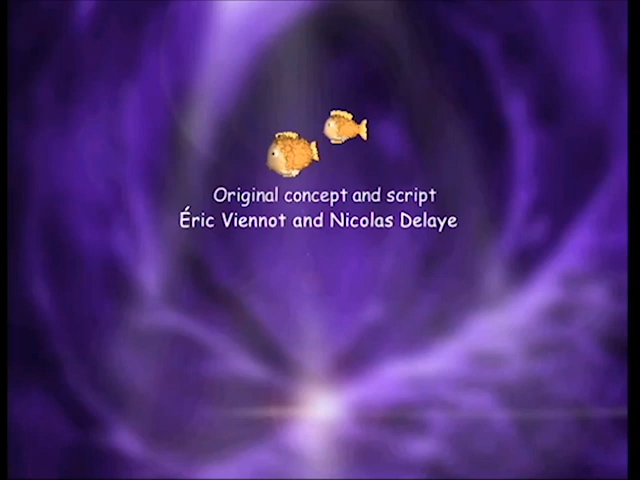 Original concept and script
Éric Viennot and Nicolas Delaye